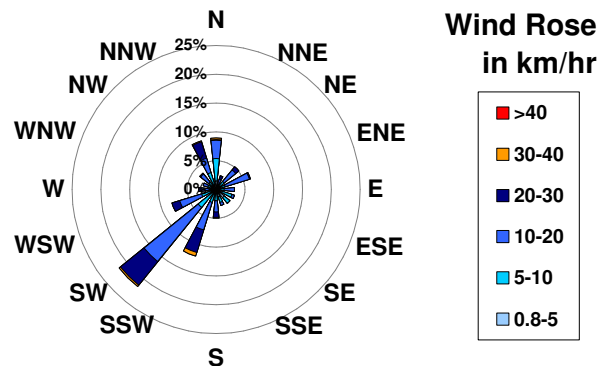 Wind Rose
in km/hr
N
NNW
NNE
NW
NE
WNW
ENE
W
E
WSW
ESE
SW
SE
SSW
SSE
S
25%
20%
15%
10%
5%
0%
>40
30-40
20-30
10-20
5-10
0.8-5